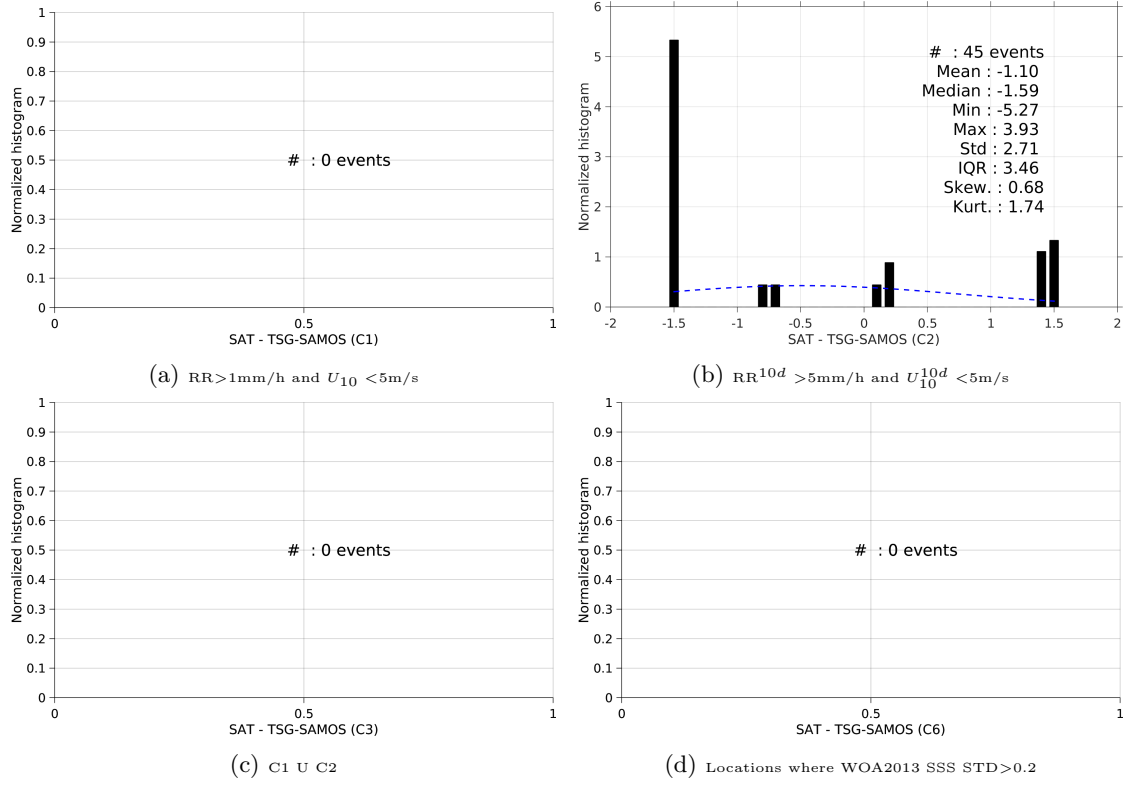 1
0.9
0.8
0.7
0.6
0.5
0.4
0.3
0.2
0.1
0
Normalized histogram
# : 0 events
0 0.5 1
SAT - TSG-SAMOS (C1)
(a) RR>1mm/h and U10 <5m/s
6
5
4
3
2
1
0
Normalized histogram
# : 45 events
Mean : -1.10
Median : -1.59
Min : -5.27
Max : 3.93
Std : 2.71
IQR : 3.46
Skew. : 0.68
Kurt. : 1.74
-2 -1.5 -1 -0.5 0 0.5 1 1.5 2
SAT - TSG-SAMOS (C2)
(b) RR^10d >5mm/h and U10^10d <5m/s
1
0.9
0.8
0.7
0.6
0.5
0.4
0.3
0.2
0.1
0
Normalized histogram
# : 0 events
0 0.5 1
SAT - TSG-SAMOS (C3)
(c) C1 U C2
1
0.9
0.8
0.7
0.6
0.5
0.4
0.3
0.2
0.1
0
Normalized histogram
# : 0 events
0 0.5 1
SAT - TSG-SAMOS (C6)
(d) Locations where WOA2013 SSS STD>0.2